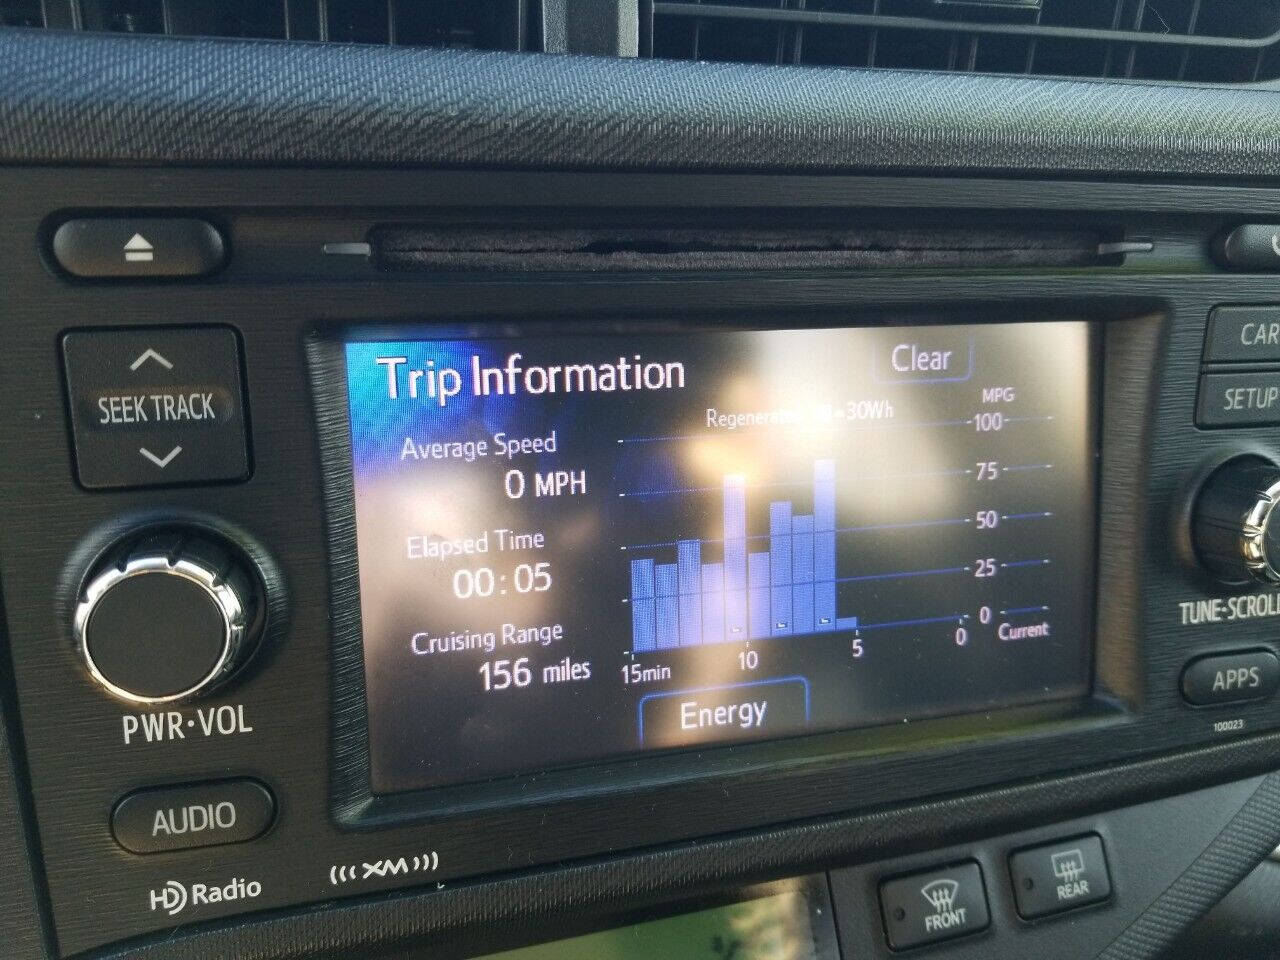 CAR
SEEK TRACK
Trip Information
Clear
SETUP
MPG
=30Wh
100
Average Speed
0 MPH
75
50
Elapsed Time
00:05
25
TUNE•SCROLL
Cruising Range
156 miles
0
Current
15min
10
5
0
Energy
APPS
100023
PWR•VOL
AUDIO
HD Radio
(((XM)))
FRONT
REAR